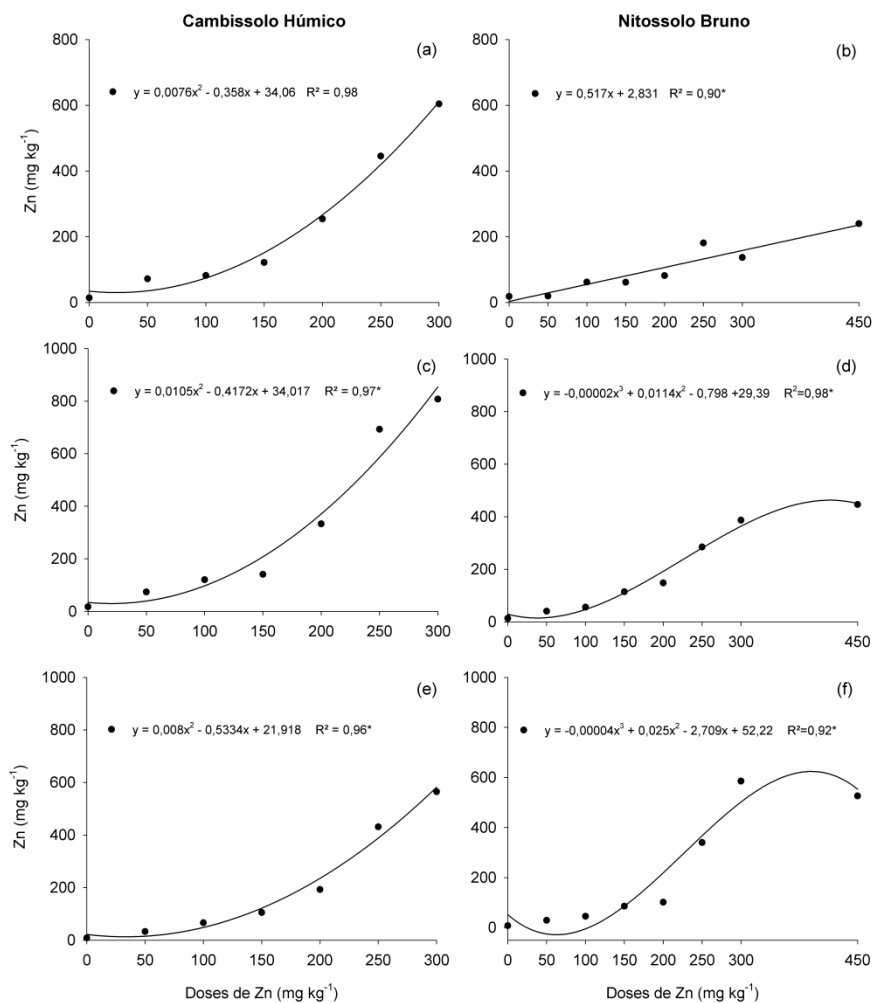 Cambissolo Húmico
Nitossolo Bruno
800
600
400
200
0
Zn (mg kg⁻¹)
(a)
y = 0,0076x² - 0,358x + 34,06 R² = 0,98
0 50 100 150 200 250 300
(b)
y = 0,517x + 2,831 R² = 0,90*
800
600
400
200
0
0 50 100 150 200 250 300 450
1000
800
600
400
200
0
Zn (mg kg⁻¹)
(c)
y = 0,0105x² - 0,4172x + 34,017 R² = 0,97*
0 50 100 150 200 250 300
(d)
y = -0,00002x³ + 0,0114x² - 0,798 +29,39 R²=0,98*
1000
800
600
400
200
0
0 50 100 150 200 250 300 450
1000
800
600
400
200
0
Zn (mg kg⁻¹)
(e)
y = 0,008x² - 0,5334x + 21,918 R² = 0,96*
0 50 100 150 200 250 300
Doses de Zn (mg kg⁻¹)
(f)
y = -0,00004x³ + 0,025x² - 2,709x + 52,22 R²=0,92*
1000
800
600
400
200
0
0 50 100 150 200 250 300 450
Doses de Zn (mg kg⁻¹)